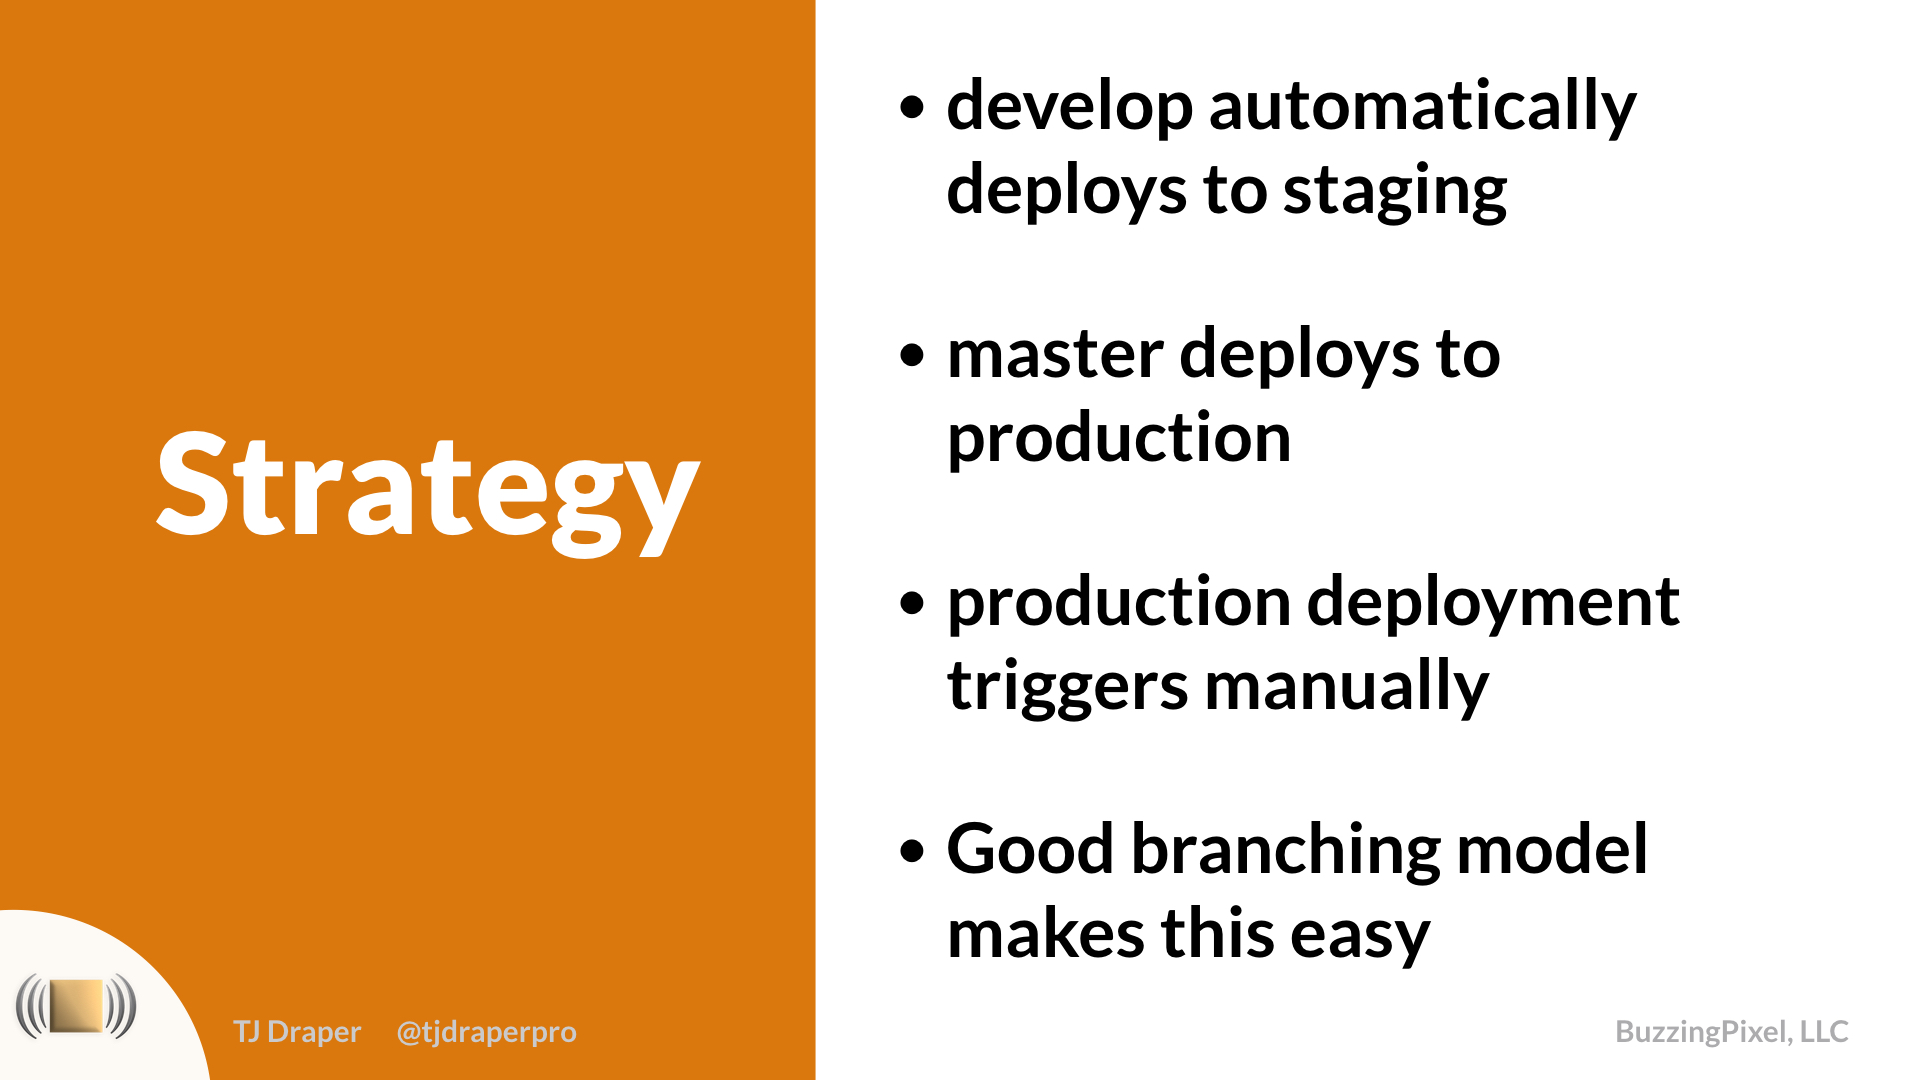 Strategy
• develop automatically
deploys to staging
• master deploys to
production
• production deployment
triggers manually
• Good branching model
makes this easy
TJ Draper @tjdraperpro
BuzzingPixel, LLC